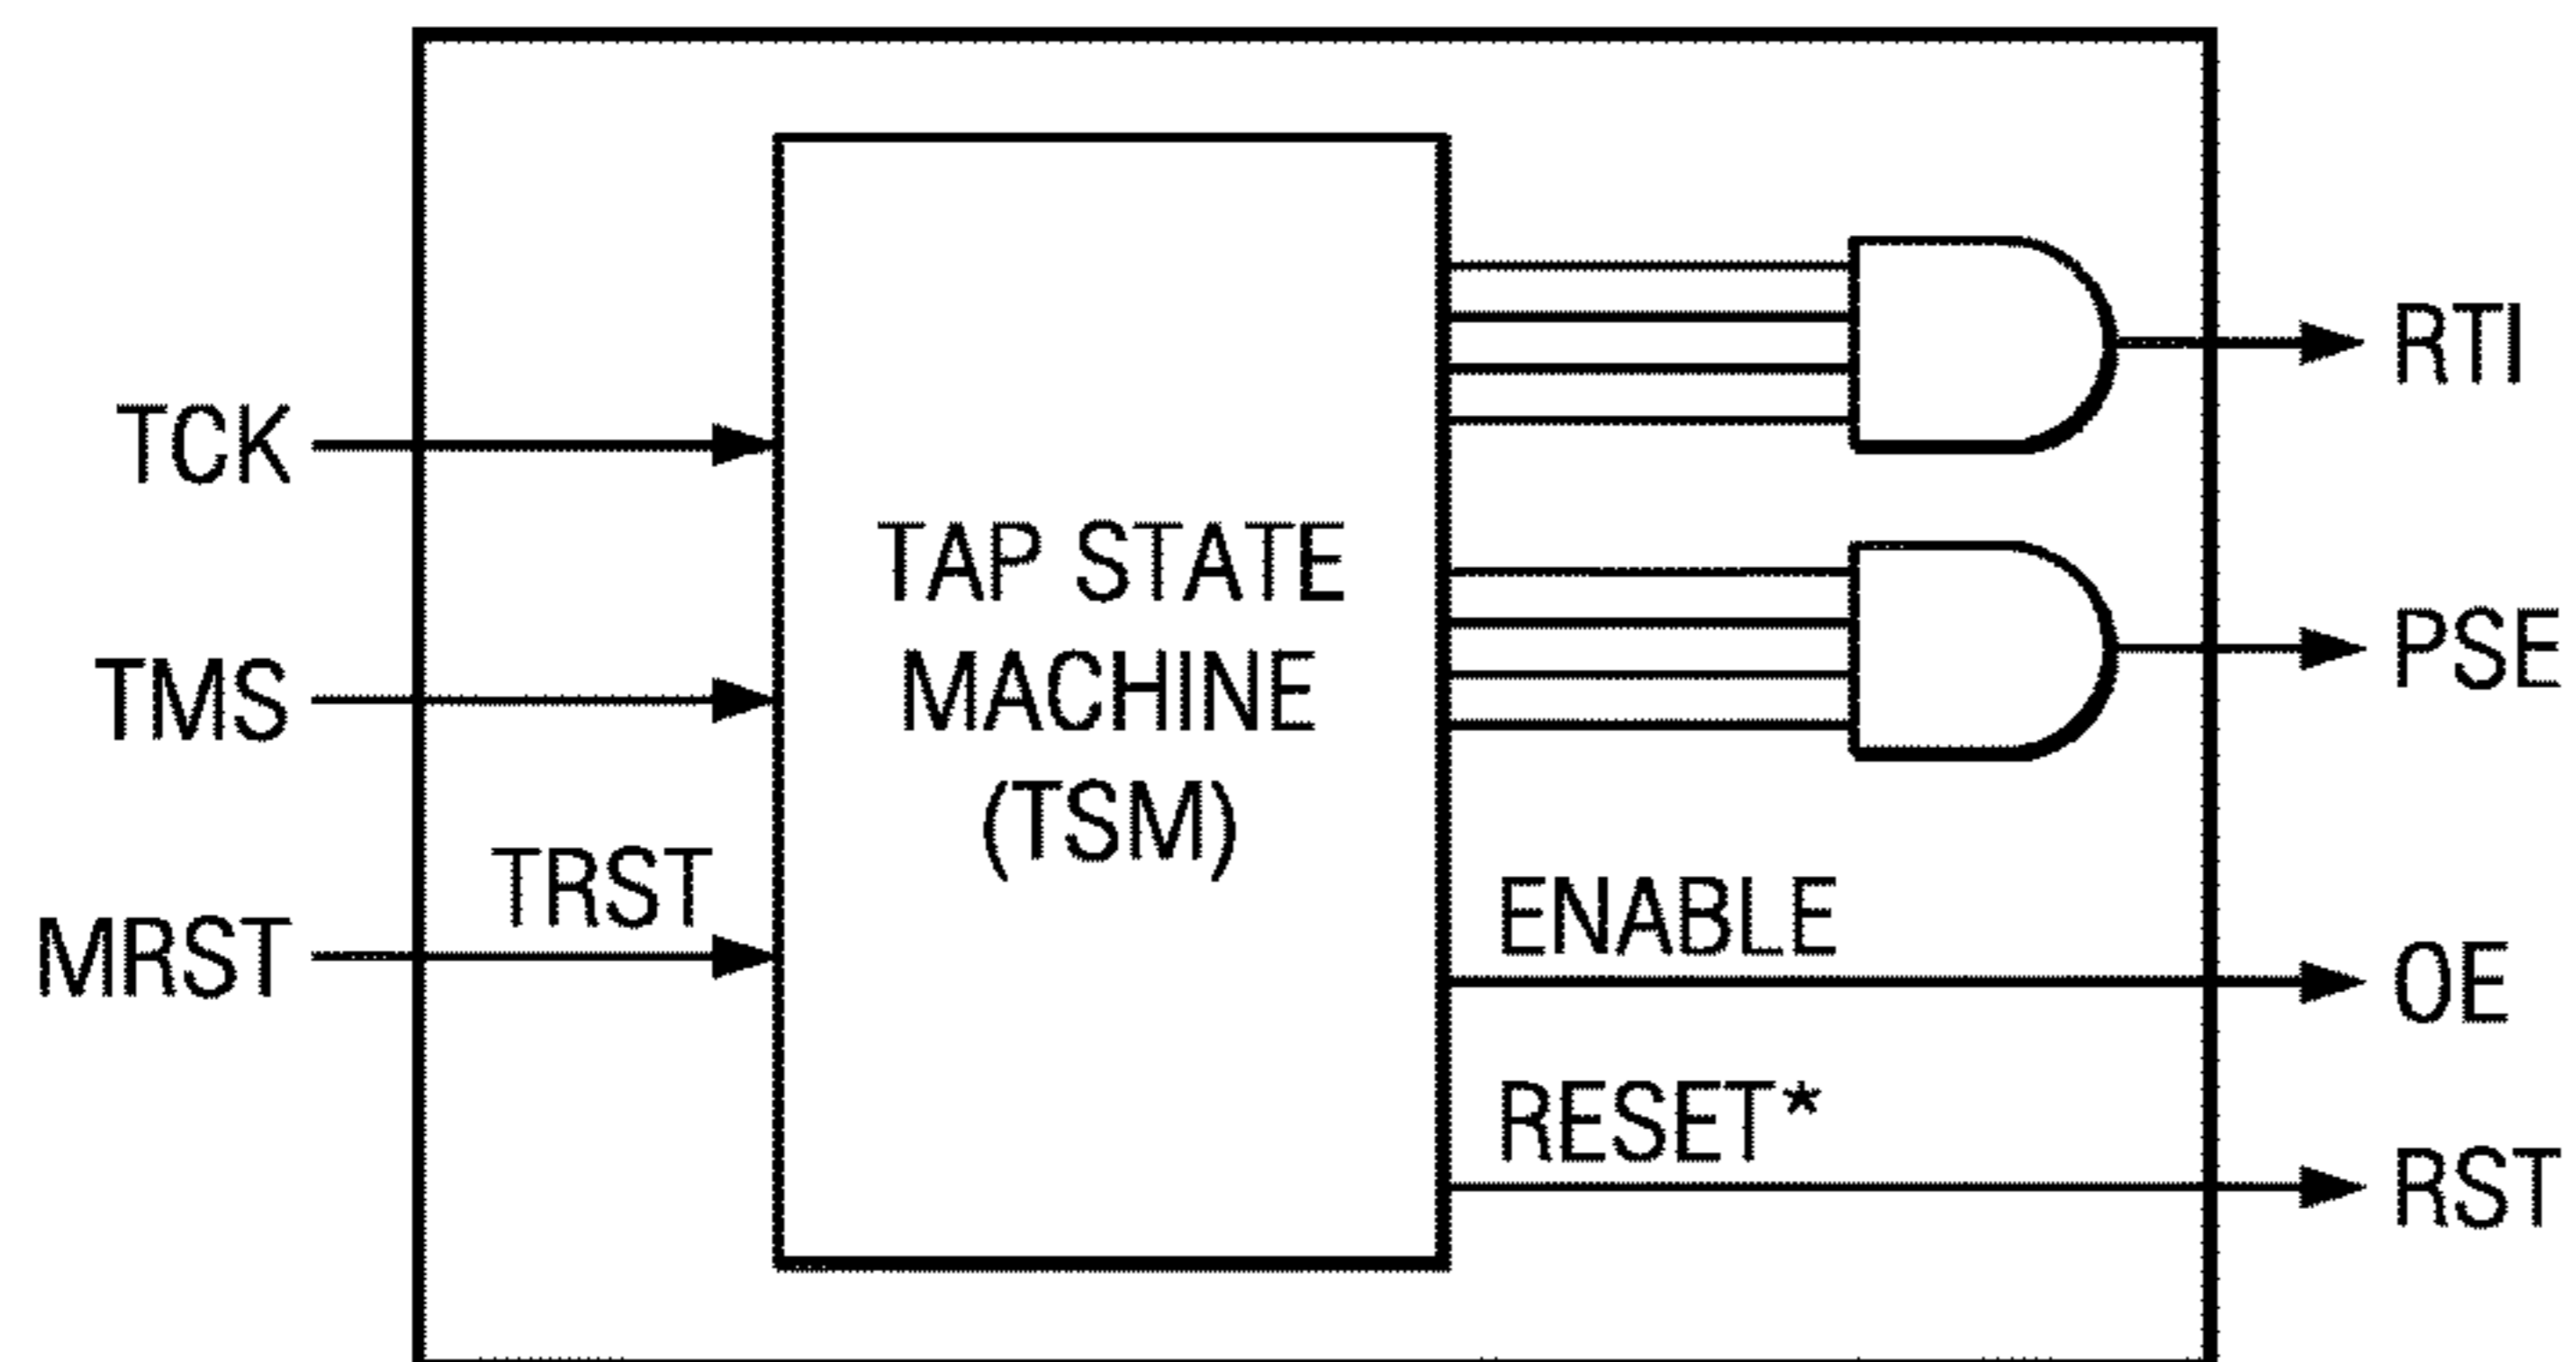 TCK
TMS
MRST
TRST
TAP STATE
MACHINE
(TSM)
ENABLE
RESET*
RTI
PSE
OE
RST